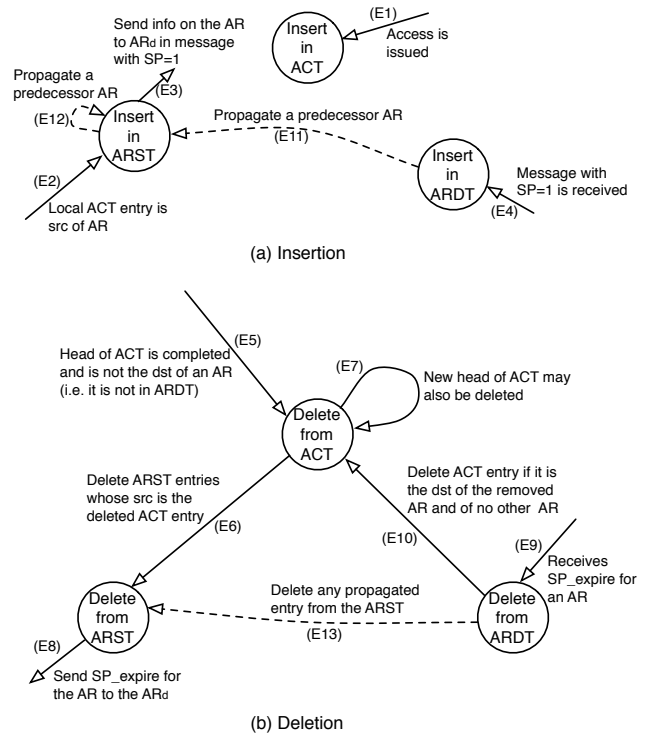 Send info on the AR
to ARd in message
with SP=1
(E1)
Access is
issued
Insert
in
ACT
Propagate a
predecessor AR
(E3)
(E12)
Insert
in
ARST
Propagate a predecessor AR
(E11)
Insert
in
ARDT
(E2)
Local ACT entry is
src of AR
Message with
SP=1 is received
(E4)
(a) Insertion
(E5)
Head of ACT is completed
and is not the dst of an AR
(i.e. it is not in ARDT)
(E7)
New head of ACT may
also be deleted
Delete
from
ACT
Delete ARST entries
whose src is the
deleted ACT entry
(E6)
Delete ACT entry if it is
the dst of the removed
AR and of no other AR
(E10)
(E9)
Receives
SP_expire for
an AR
Delete
from
ARST
Delete any propagated
entry from the ARST
(E13)
Delete
from
ARDT
(E8)
Send SP_expire for
the AR to the ARd
(b) Deletion